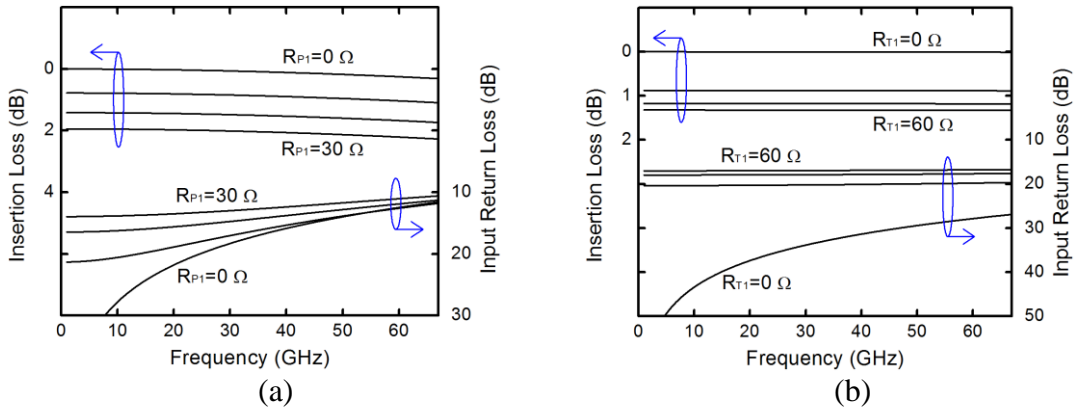 R_P1=0 Ω
R_P1=30 Ω
R_P1=30 Ω
R_P1=0 Ω
0
2
4
10
20
30
0 10 20 30 40 50 60
Insertion Loss (dB)
Input Return Loss (dB)
Frequency (GHz)
(a)
R_T1=0 Ω
R_T1=60 Ω
R_T1=60 Ω
R_T1=0 Ω
0
1
2
10
20
30
40
50
0 10 20 30 40 50 60
Insertion Loss (dB)
Input Return Loss (dB)
Frequency (GHz)
(b)